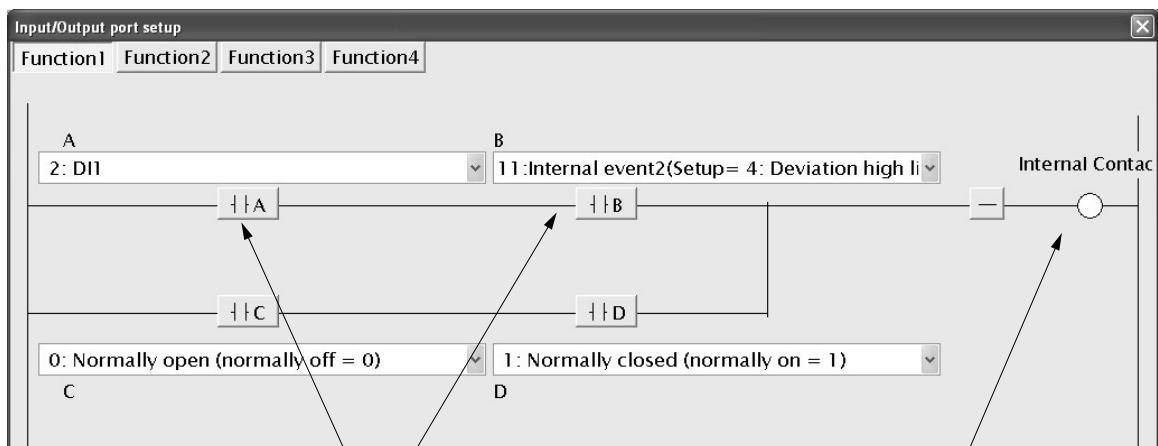 Input/Output port setup
Function1 Function2 Function3 Function4
A B
2: DI1 11:Internal event2(Setup= 4: Deviation high li Internal Contac
A B
C D
0: Normally open (normally off = 0) 1: Normally closed (normally on = 1)
C D